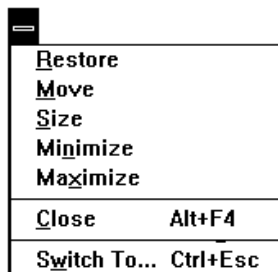 Restore
Move
Size
Minimize
Maximize
Close Alt+F4
Switch To... Ctrl+Esc